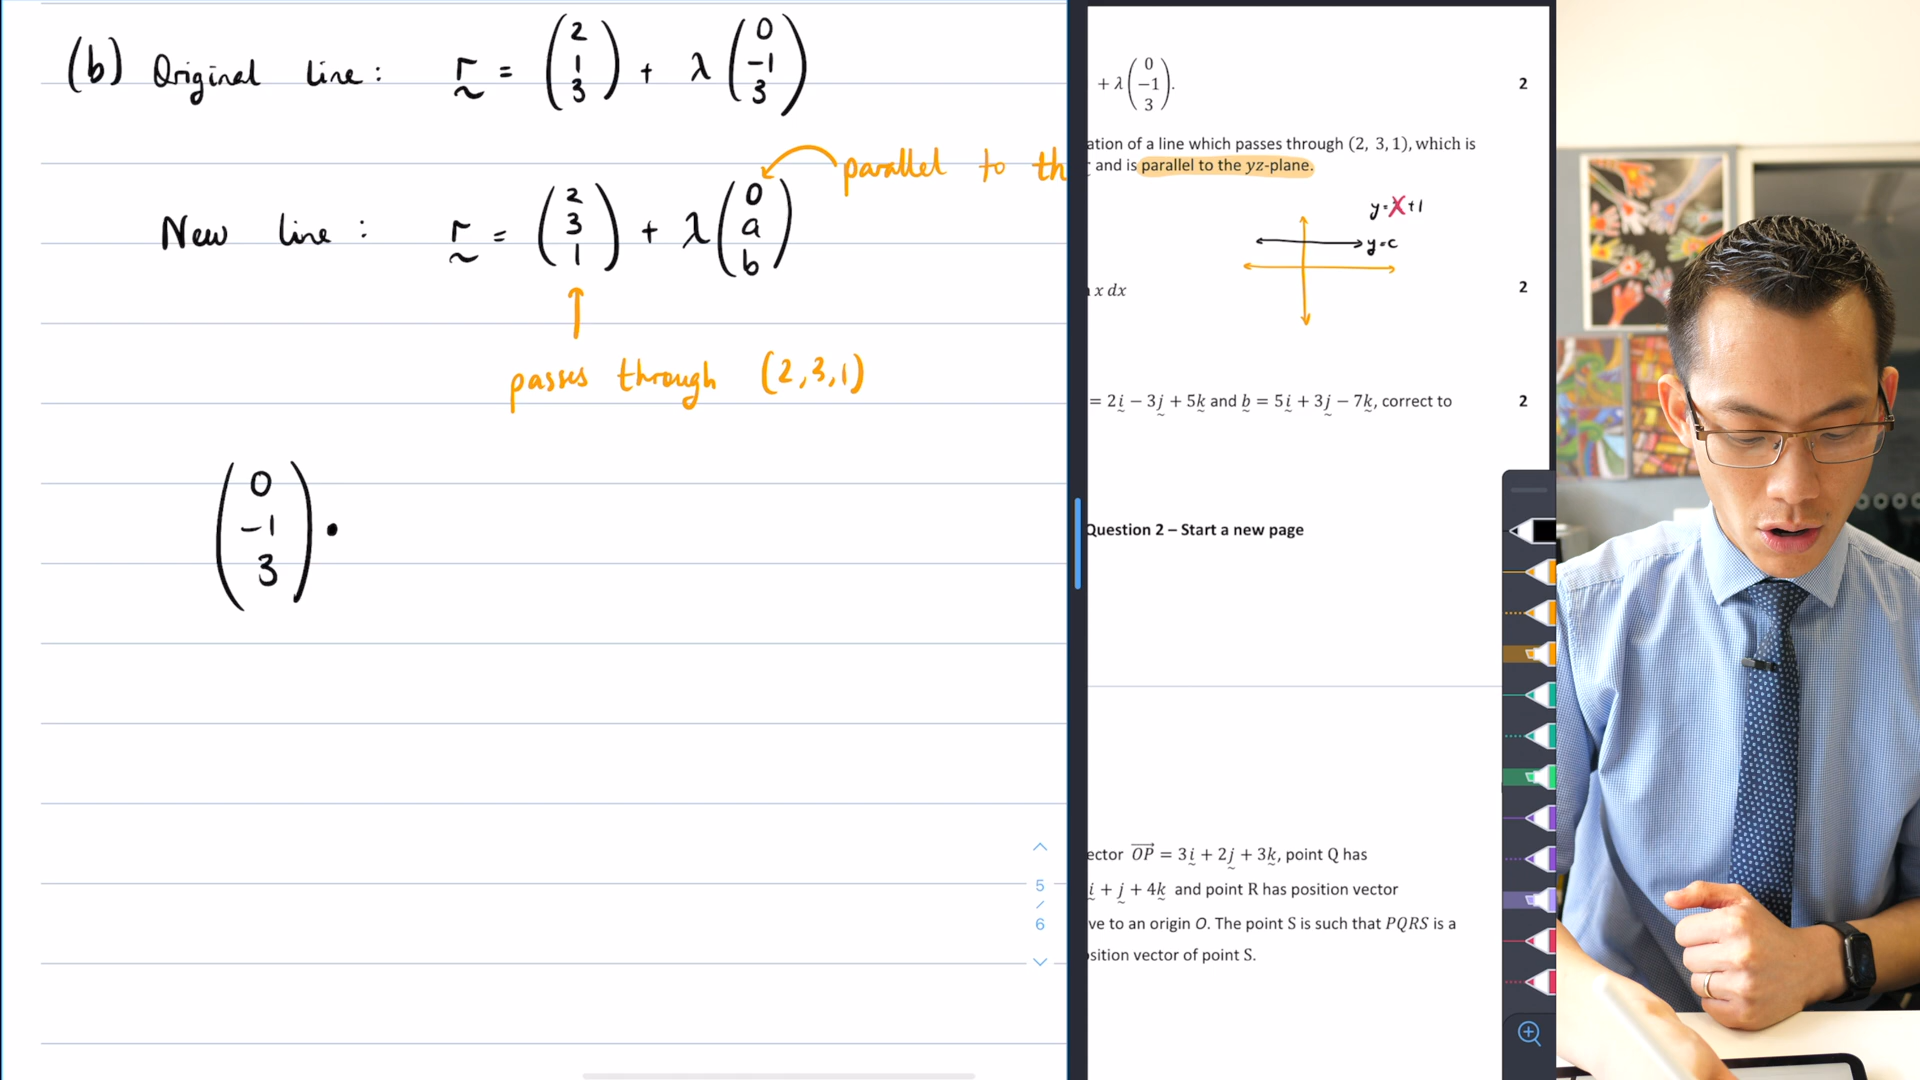 (b) Original line: r = (2 1 3) + λ (0 -1 3)
parallel to th
New line: r = (2 3 1) + λ (0 a b)
passes through (2,3,1)
(0 -1 3) •
5
6
+ λ (0 −1 3).
2
ation of a line which passes through (2, 3, 1), which is
and is parallel to the yz-plane.
y=x+1
y=c
x dx
2
= 2i − 3j + 5k and b = 5i + 3j − 7k, correct to
2
Question 2 – Start a new page
ector OP = 3i + 2j + 3k, point Q has
i + j + 4k and point R has position vector
ve to an origin O. The point S is such that PQRS is a
sition vector of point S.